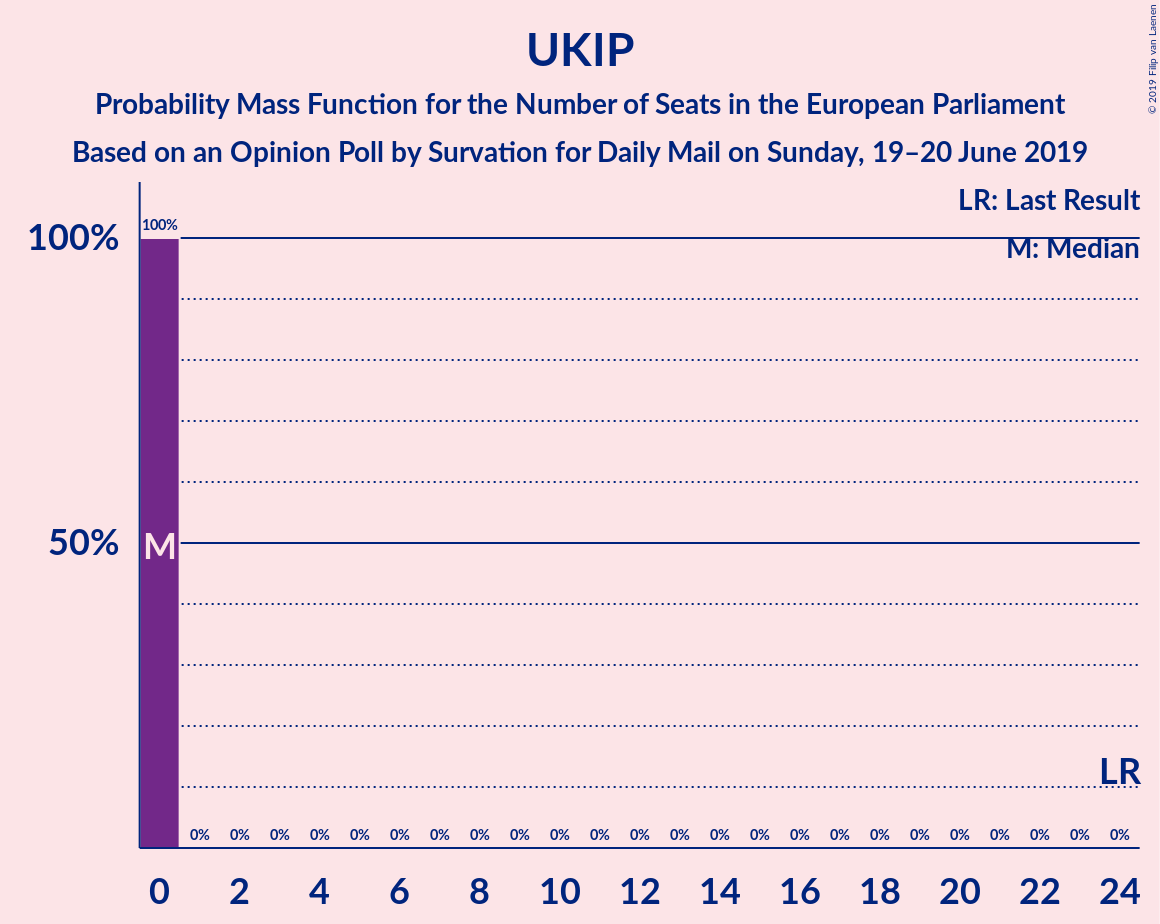 UKIP
Probability Mass Function for the Number of Seats in the European Parliament
Based on an Opinion Poll by Survation for Daily Mail on Sunday, 19–20 June 2019
© 2019 Filip van Laenen
LR: Last Result
M: Median
100%
100%
50%
M
LR
0% 0% 0% 0% 0% 0% 0% 0% 0% 0% 0% 0% 0% 0% 0% 0% 0% 0% 0% 0% 0% 0% 0% 0%
0 2 4 6 8 10 12 14 16 18 20 22 24